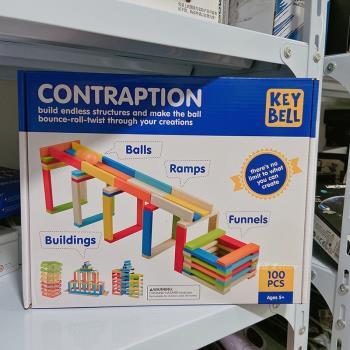 CONTRAPTION
build endless structures and make the ball
bounce-roll-twist through your creations
KEY
BELL
Balls
Ramps
there's no
limit to what
you can
create
Funnels
Buildings
WARNING:
100
PCS
Ages 5+